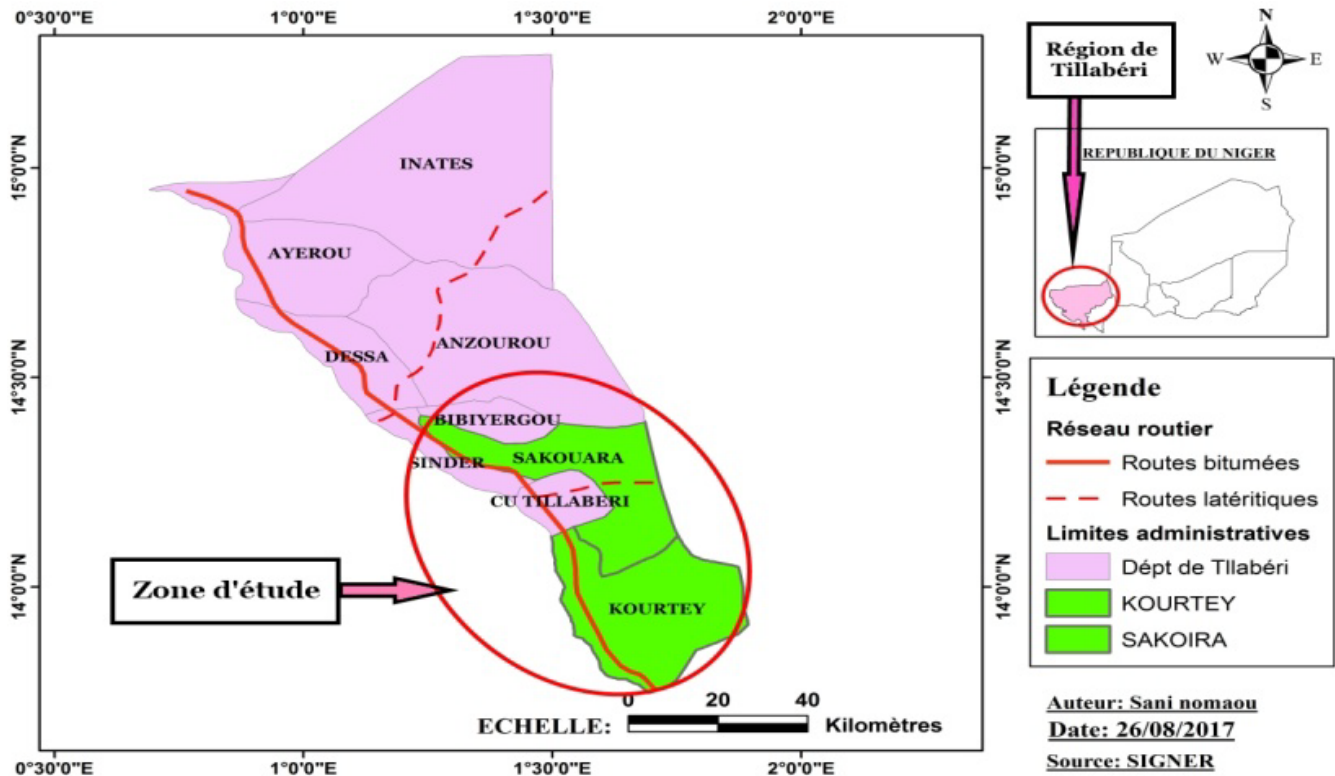 0°30'0"E
1°0'0"E
1°30'0"E
2°0'0"E
15°0'0"N
14°30'0"N
14°0'0"N
INATES
AYEROU
ANZOUROU
DESSA
BIBIYERGOU
SINDER
SAKOUARA
CU TILLABERI
KOURTEY
Zone d'étude
ECHELLE:
0
20
40
Kilomètres
0°30'0"E
1°0'0"E
1°30'0"E
2°0'0"E
15°0'0"N
14°30'0"N
14°0'0"N
Région de
Tillabéri
N
W
E
S
REPUBLIQUE DU NIGER
Légende
Réseau routier
Routes bitumées
Routes latéritiques
Limites administratives
Dépt de Tllabéri
KOURTEY
SAKOIRA
Auteur: Sani nomaou
Date: 26/08/2017
Source: SIGNER